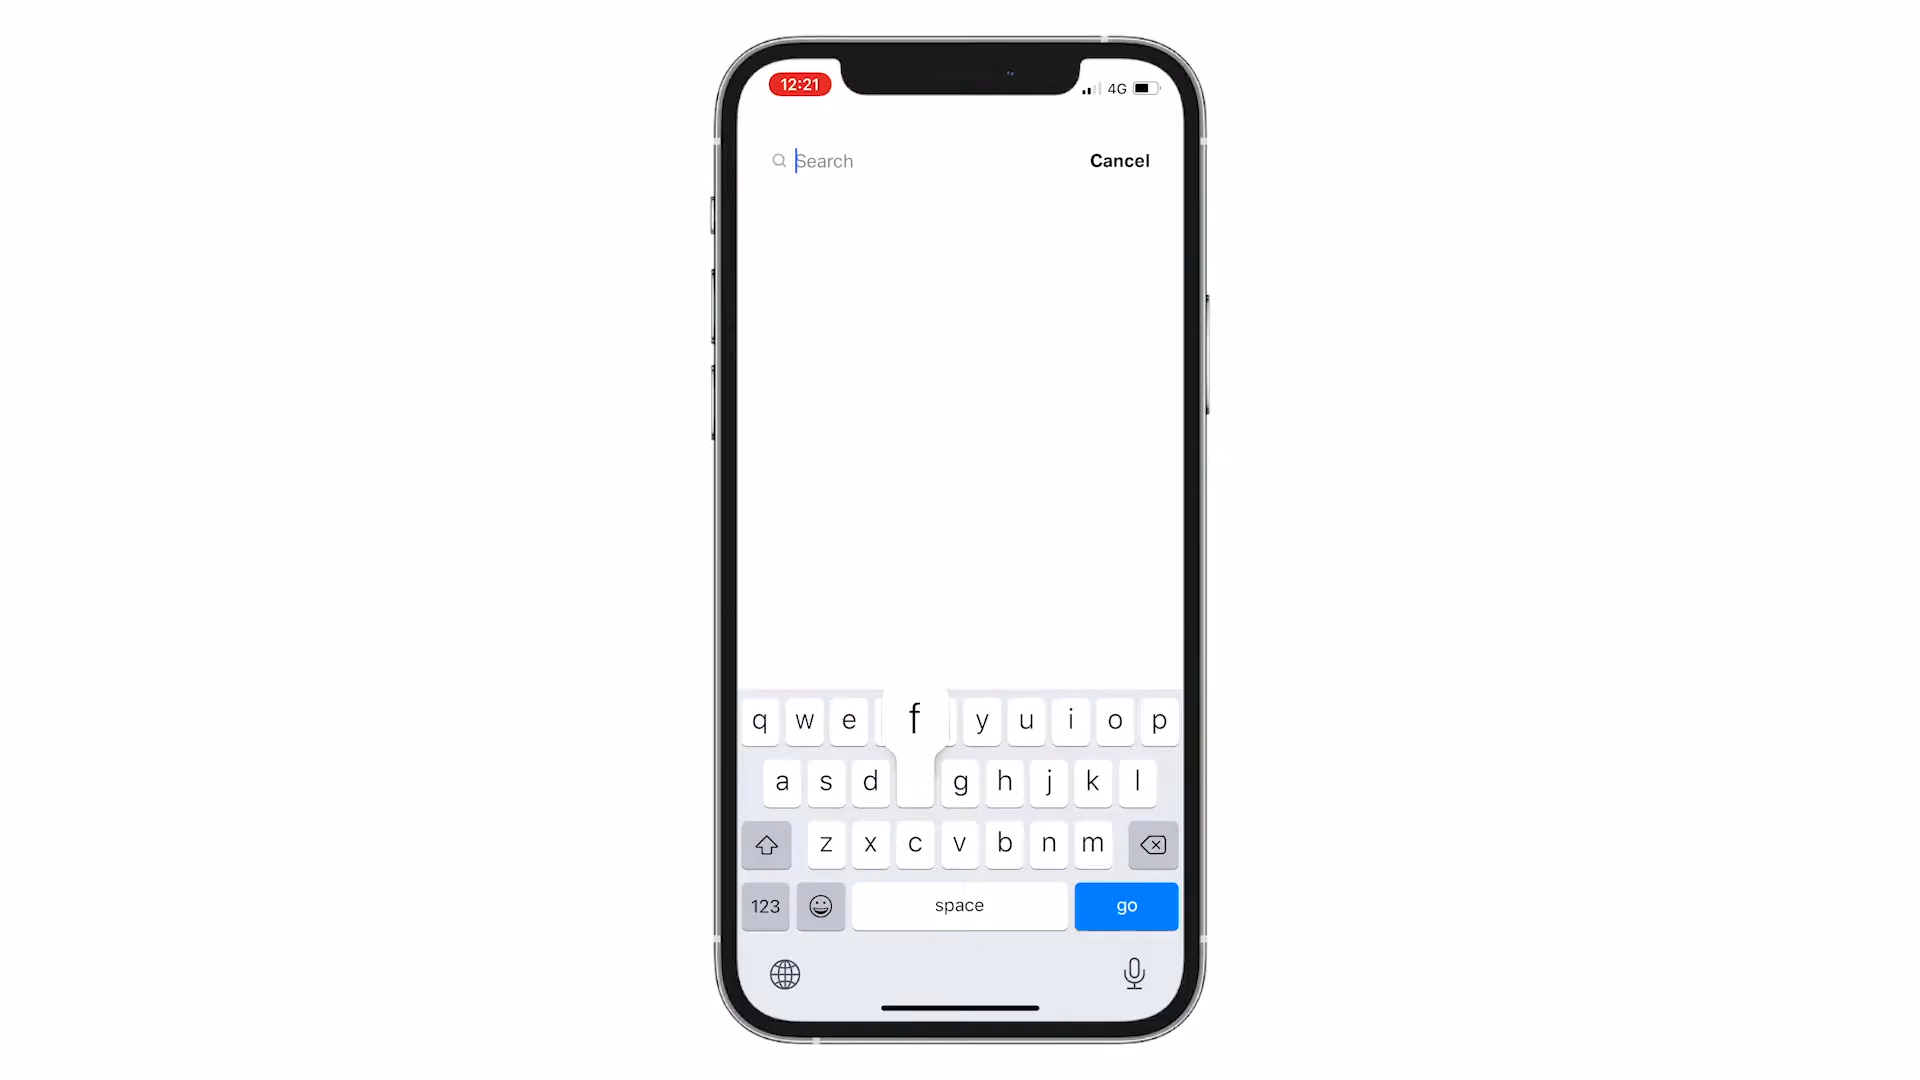 12:21 4G
Search Cancel
q w e f y u i o p
a s d g h j k l
z x c v b n m
123 space go